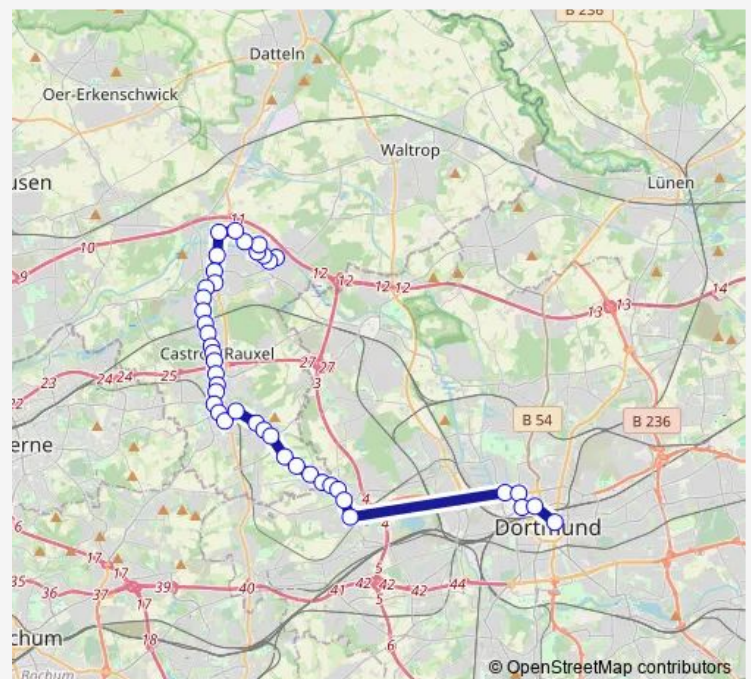 B 236
Datteln
Oer-Erkenschwick
Waltrop
usen
Lünen
11
10
9
12 12
12 12
14
13 13
Castrop-Rauxel
27 27
3
25
24 24
23
22
B 54
B 236
erne
4
4
Dortmund
6
17
17
17
5
5
35
36
37
39
40
41
42 42
42
44
18
6
chum
Bochum
© OpenStreetMap contributors